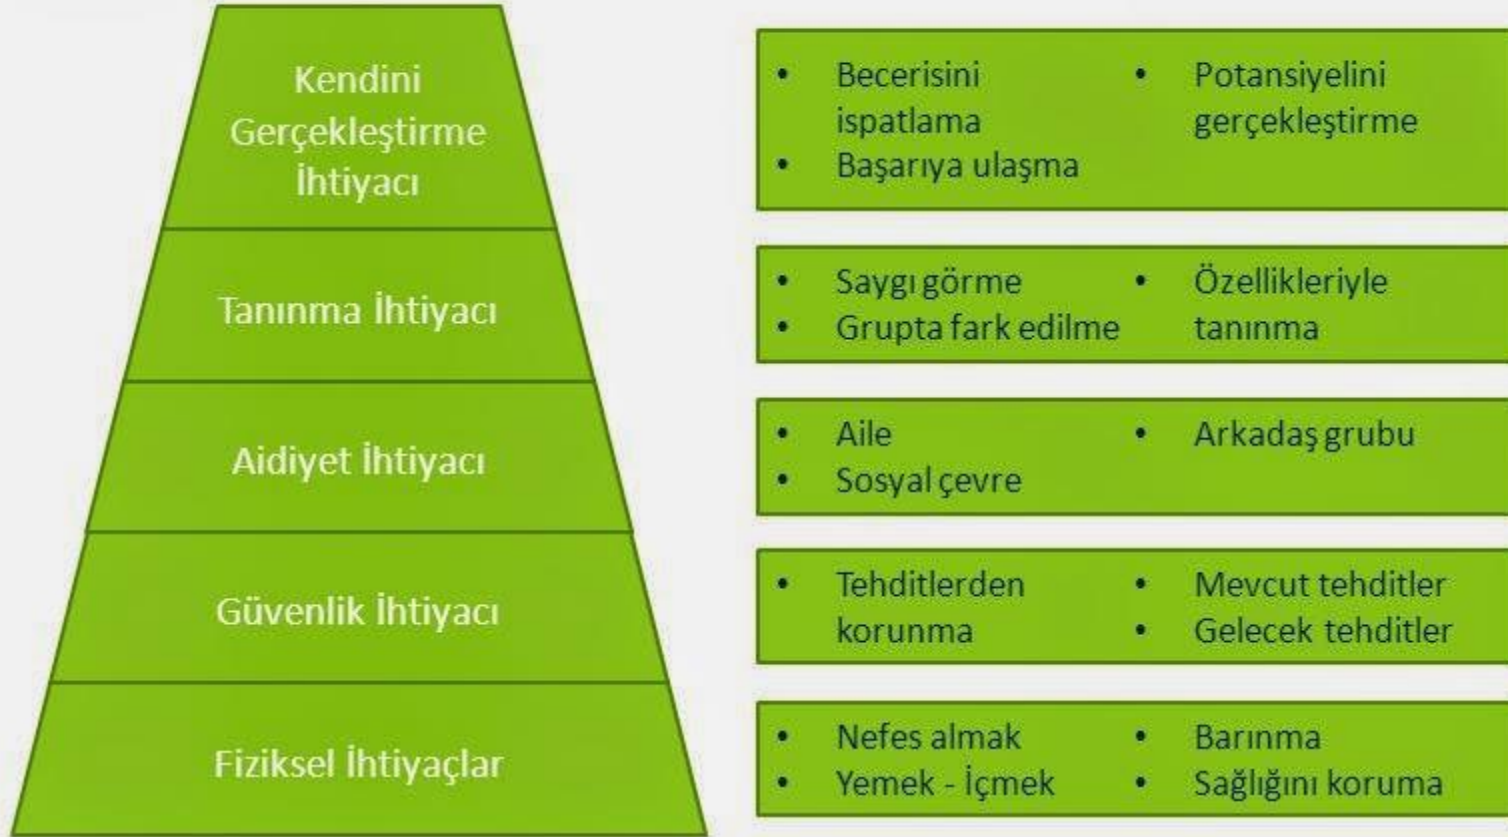 Kendini
Gerçekleştirme
İhtiyacı
• Becerisini
ispatlama
• Başarıya ulaşma
• Potansiyelini
gerçekleştirme
Tanınma İhtiyacı
• Saygı görme
• Grupta fark edilme
• Özellikleriyle
tanınma
Aidiyet İhtiyacı
• Aile
• Sosyal çevre
• Arkadaş grubu
Güvenlik İhtiyacı
• Tehditlerden
korunma
• Mevcut tehditler
• Gelecek tehditler
Fiziksel İhtiyaçlar
• Nefes almak
• Yemek - İçmek
• Barınma
• Sağlığını koruma